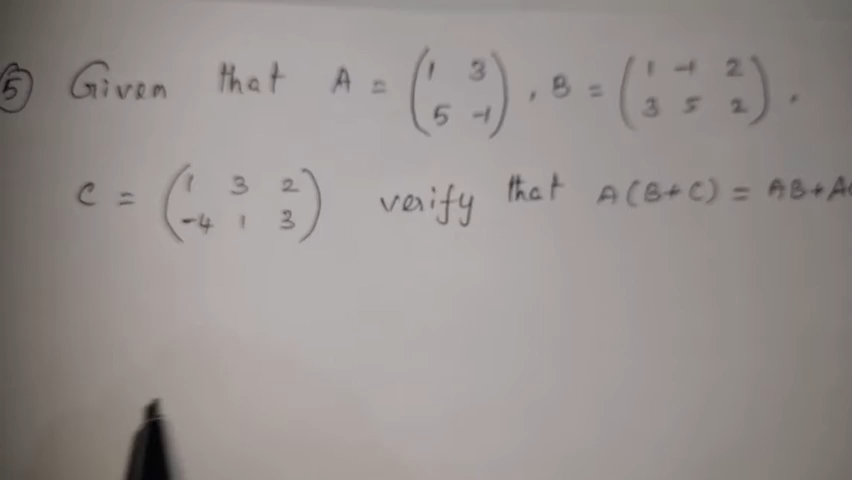 5 Given that A = (1 3 5 -1), B = (1 -1 2 3 5 2).
C = (1 3 2 -4 1 3) verify that A(B+C) = AB+A